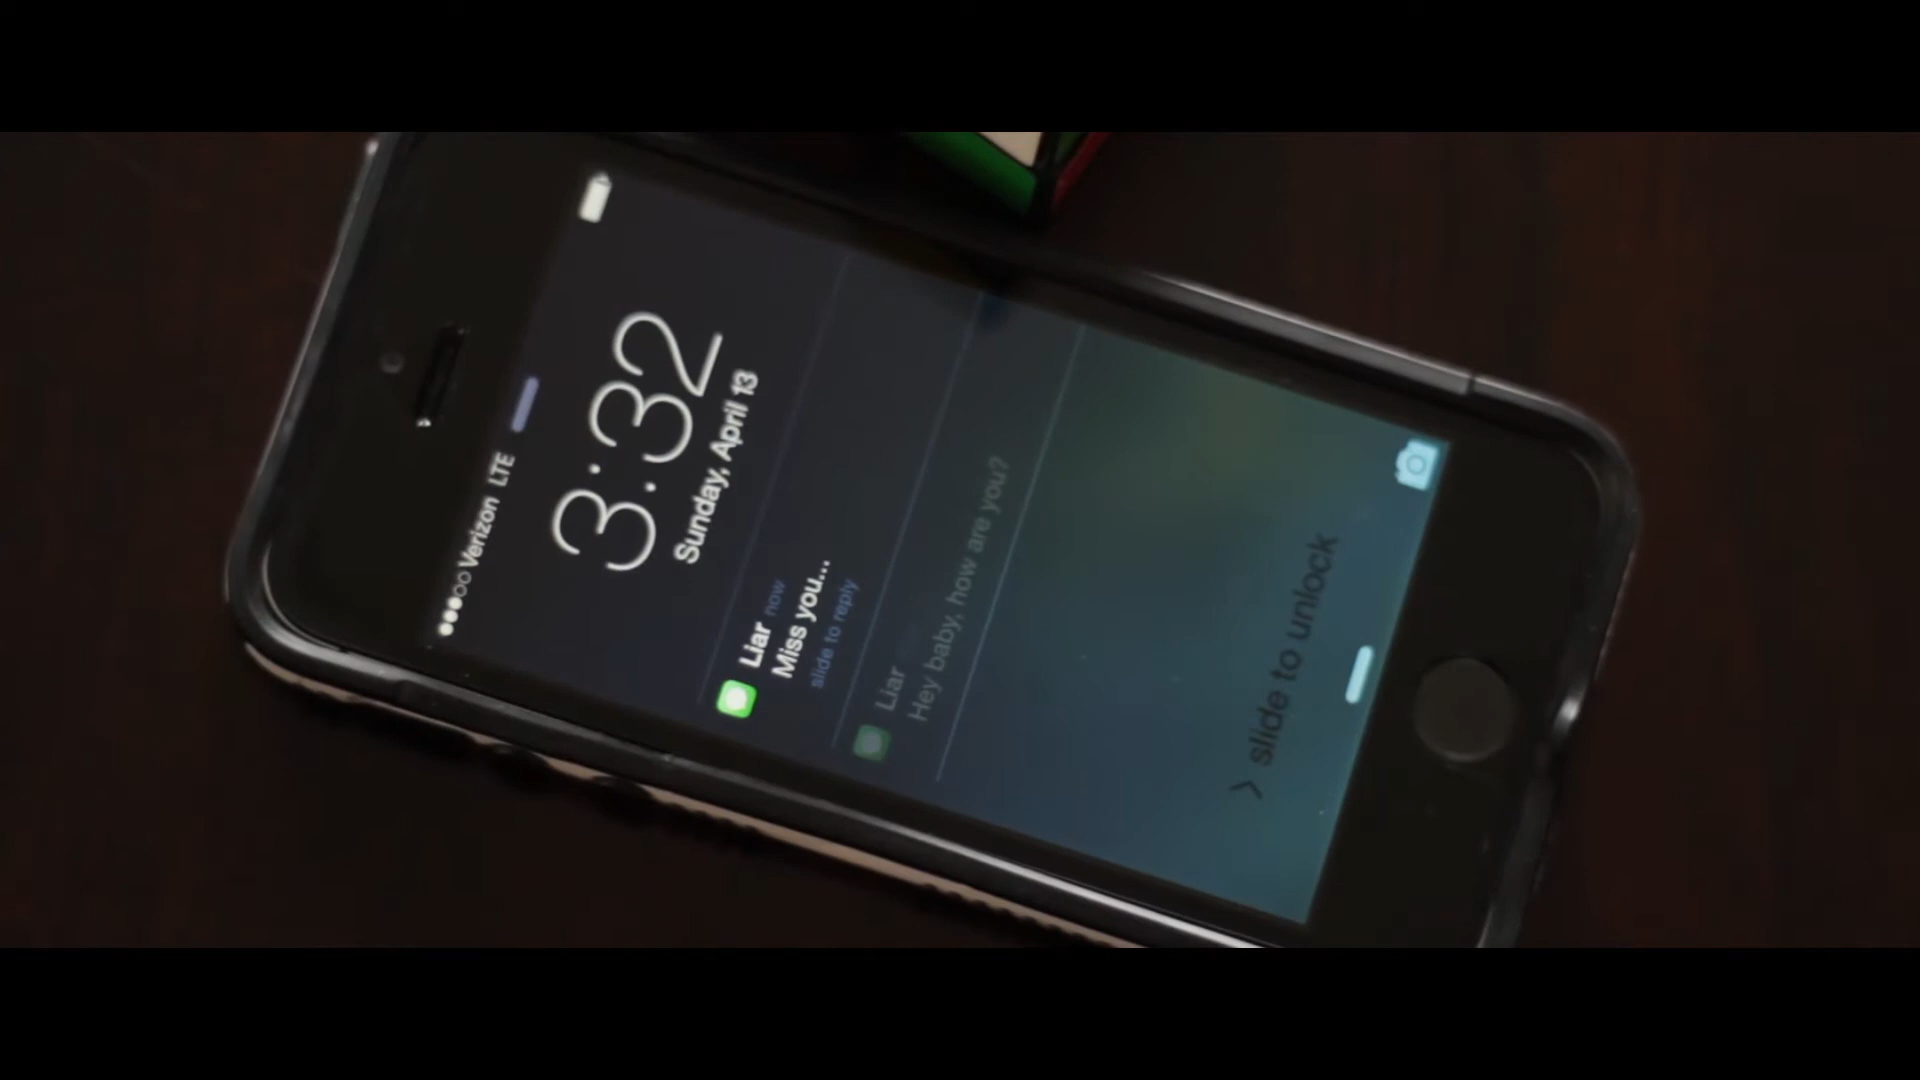 Verizon LTE
3:32
Sunday, April 13
Liar now
Miss you...
slide to reply
Liar
Hey baby, how are you?
> slide to unlock